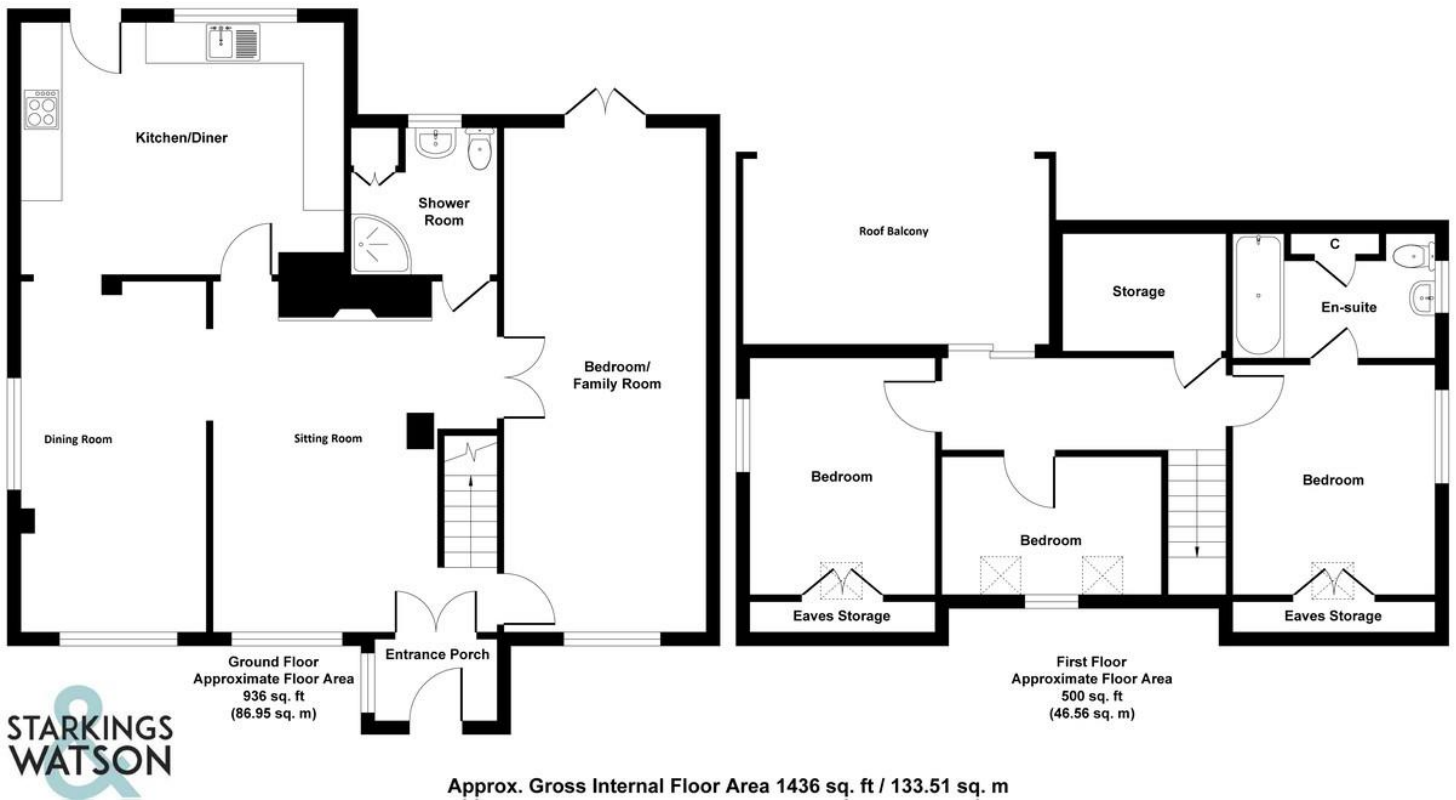 Kitchen/Diner
Shower
Room
Bedroom/
Family Room
Dining Room
Sitting Room
Entrance Porch
Ground Floor
Approximate Floor Area
936 sq. ft
(86.95 sq. m)
Roof Balcony
Storage
C
En-suite
Bedroom
Bedroom
Bedroom
Eaves Storage
Eaves Storage
First Floor
Approximate Floor Area
500 sq. ft
(46.56 sq. m)
&
STARKINGS
WATSON
Approx. Gross Internal Floor Area 1436 sq. ft / 133.51 sq. m